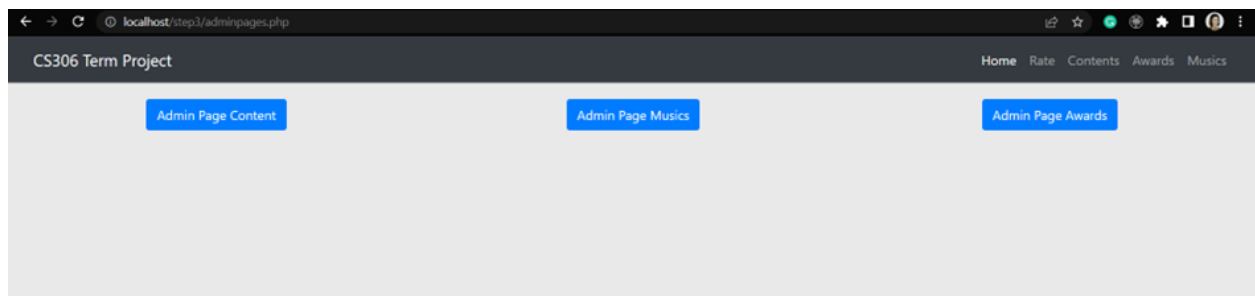 localhost/step3/adminpages.php
CS306 Term Project
Home Rate Contents Awards Musics
Admin Page Content Admin Page Musics Admin Page Awards